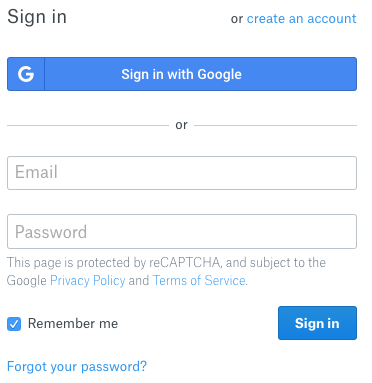 Sign in or create an account
G Sign in with Google
or
Email
Password
This page is protected by reCAPTCHA, and subject to the
Google Privacy Policy and Terms of Service.
Remember me Sign in
Forgot your password?